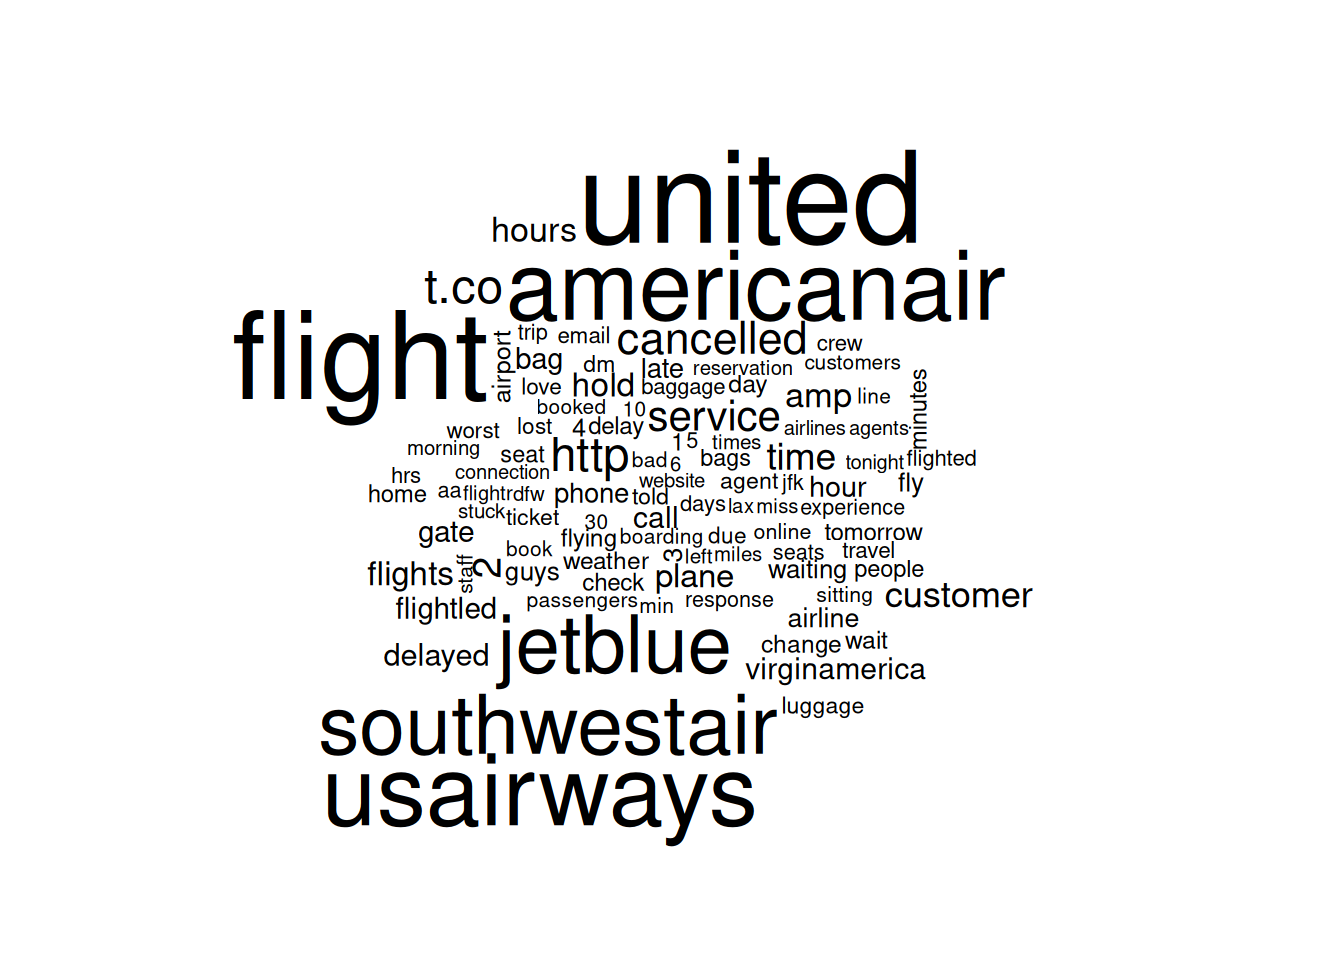 united
hours
americanair
t.co
flight
airport
trip
email
cancelled
crew
bag
dm
late
reservation
customers
love
hold
baggage
day
amp
line
minutes
booked
10
service
worst
lost
4
delay
airlines
agents
morning
seat
http
15
times
bad
6
bags
time
tonight
flighted
hrs
connection
website
home
aa
flightr
dfw
phone
told
agent
jfk
hour
fly
stuck
ticket
30
call
days
lax
miss
experience
gate
flying
boarding
due
online
tomorrow
book
weather
3
left
miles
seats
travel
flights
staff
2
guys
check
plane
waiting
people
flightled
passengers
min
response
sitting
customer
airline
delayed
jetblue
change
wait
virginamerica
southwestair
luggage
usairways